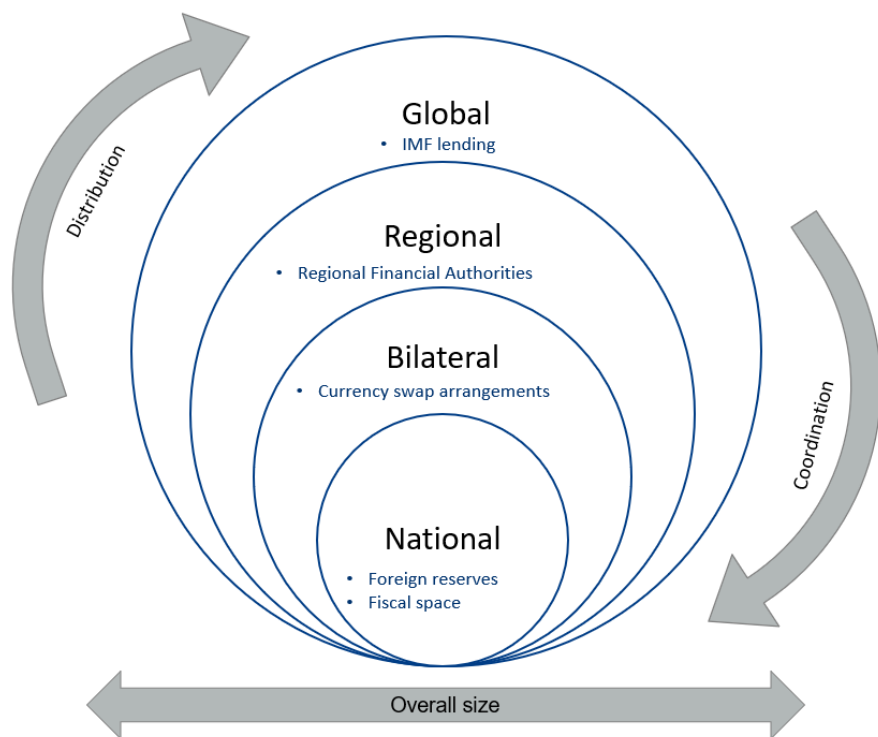 Global
• IMF lending
Distribution
Regional
• Regional Financial Authorities
Bilateral
• Currency swap arrangements
Coordination
National
• Foreign reserves
• Fiscal space
Overall size